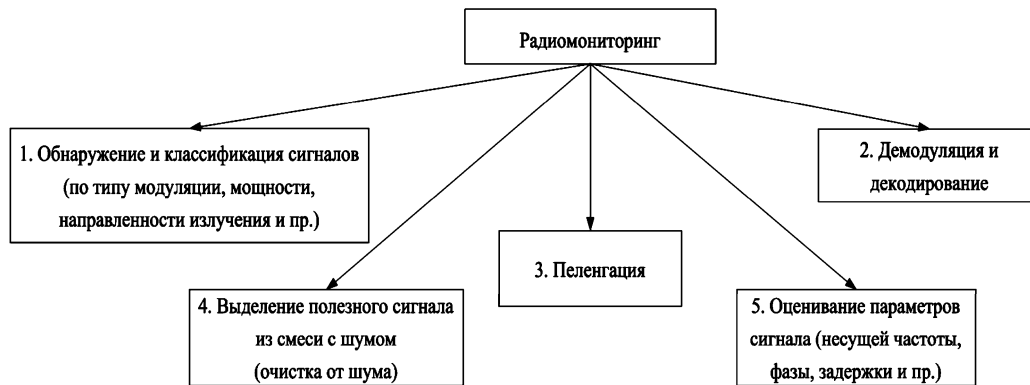 Радиомониторинг
1. Обнаружение и классификация сигналов
(по типу модуляции, мощности,
направленности излучения и пр.)
2. Демодуляция и
декодирование
3. Пеленгация
4. Выделение полезного сигнала
из смеси с шумом
(очистка от шума)
5. Оценивание параметров
сигнала (несущей частоты,
фазы, задержки и пр.)